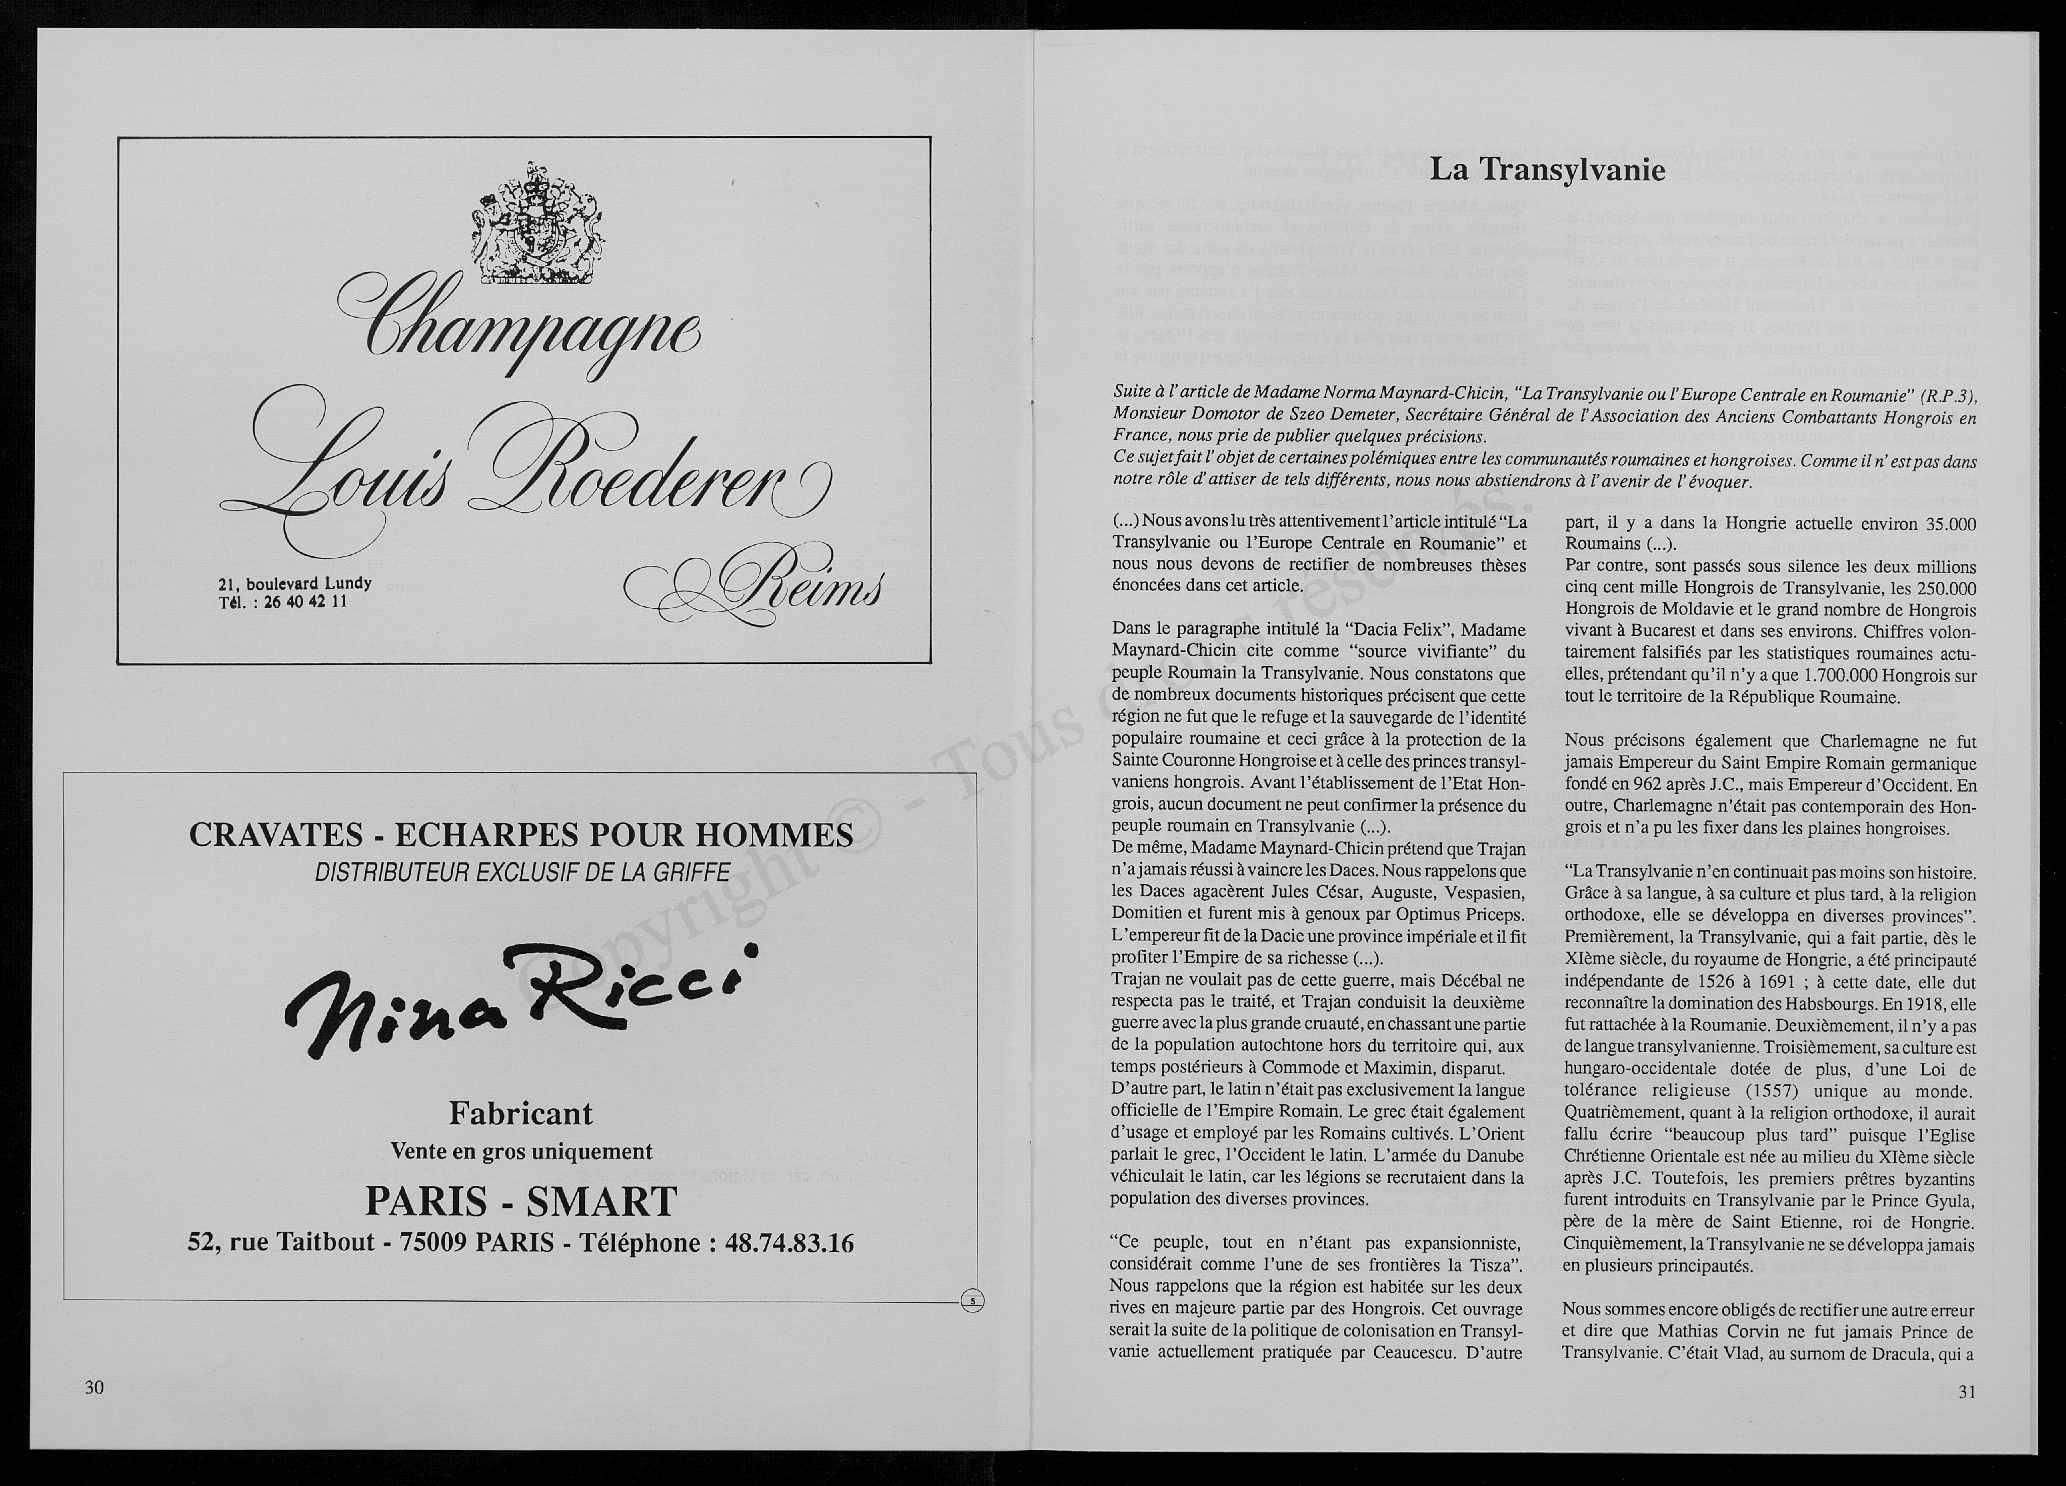 Champagne
Louis Roederer
Reims
21, boulevard Lundy
Tél. : 26 40 42 11
CRAVATES - ECHARPES POUR HOMMES
DISTRIBUTEUR EXCLUSIF DE LA GRIFFE
Nina Ricci
Fabricant
Vente en gros uniquement
PARIS - SMART
52, rue Taitbout - 75009 PARIS - Téléphone : 48.74.83.16
5
30
La Transylvanie
Suite à l'article de Madame Norma Maynard-Chicin, "La Transylvanie ou l'Europe Centrale en Roumanie" (R.P.3),
Monsieur Domotor de Szeo Demeter, Secrétaire Général de l'Association des Anciens Combattants Hongrois en
France, nous prie de publier quelques précisions.
Ce sujet fait l'objet de certaines polémiques entre les communautés roumaines et hongroises. Comme il n'est pas dans
notre rôle d'attiser de tels différents, nous nous abstiendrons à l'avenir de l'évoquer.
(...) Nous avons lu très attentivement l'article intitulé "La
Transylvanie ou l'Europe Centrale en Roumanie" et
nous nous devons de rectifier de nombreuses thèses
énoncées dans cet article.
Dans le paragraphe intitulé la "Dacia Felix", Madame
Maynard-Chicin cite comme "source vivifiante" du
peuple Roumain la Transylvanie. Nous constatons que
de nombreux documents historiques précisent que cette
région ne fut que le refuge et la sauvegarde de l'identité
populaire roumaine et ceci grâce à la protection de la
Sainte Couronne Hongroise et à celle des princes transyl-
vaniens hongrois. Avant l'établissement de l'Etat Hon-
grois, aucun document ne peut confirmer la présence du
peuple roumain en Transylvanie (...).
De même, Madame Maynard-Chicin prétend que Trajan
n'a jamais réussi à vaincre les Daces. Nous rappelons que
les Daces agacèrent Jules César, Auguste, Vespasien,
Domitien et furent mis à genoux par Optimus Priceps.
L'empereur fit de la Dacie une province impériale et il fit
profiter l'Empire de sa richesse (...).
Trajan ne voulait pas de cette guerre, mais Décébal ne
respecta pas le traité, et Trajan conduisit la deuxième
guerre avec la plus grande cruauté, en chassant une partie
de la population autochtone hors du territoire qui, aux
temps postérieurs à Commode et Maximin, disparut.
D'autre part, le latin n'était pas exclusivement la langue
officielle de l'Empire Romain. Le grec était également
d'usage et employé par les Romains cultivés. L'Orient
parlait le grec, l'Occident le latin. L'armée du Danube
véhiculait le latin, car les légions se recrutaient dans la
population des diverses provinces.
"Ce peuple, tout en n'étant pas expansionniste,
considérait comme l'une de ses frontières la Tisza".
Nous rappelons que la région est habitée sur les deux
rives en majeure partie par des Hongrois. Cet ouvrage
serait la suite de la politique de colonisation en Transyl-
vanie actuellement pratiquée par Ceaucescu. D'autre
part, il y a dans la Hongrie actuelle environ 35.000
Roumains (...).
Par contre, sont passés sous silence les deux millions
cinq cent mille Hongrois de Transylvanie, les 250.000
Hongrois de Moldavie et le grand nombre de Hongrois
vivant à Bucarest et dans ses environs. Chiffres volon-
tairement falsifiés par les statistiques roumaines actu-
elles, prétendant qu'il n'y a que 1.700.000 Hongrois sur
tout le territoire de la République Roumaine.
Nous précisons également que Charlemagne ne fut
jamais Empereur du Saint Empire Romain germanique
fondé en 962 après J.C., mais Empereur d'Occident. En
outre, Charlemagne n'était pas contemporain des Hon-
grois et n'a pu les fixer dans les plaines hongroises.
"La Transylvanie n'en continuait pas moins son histoire.
Grâce à sa langue, à sa culture et plus tard, à la religion
orthodoxe, elle se développa en diverses provinces".
Premièrement, la Transylvanie, qui a fait partie, dès le
XIème siècle, du royaume de Hongrie, a été principauté
indépendante de 1526 à 1691 ; à cette date, elle dut
reconnaître la domination des Habsbourgs. En 1918, elle
fut rattachée à la Roumanie. Deuxièmement, il n'y a pas
de langue transylvanienne. Troisièmement, sa culture est
hungaro-occidentale dotée de plus, d'une Loi de
tolérance religieuse (1557) unique au monde.
Quatrièmement, quant à la religion orthodoxe, il aurait
fallu écrire "beaucoup plus tard" puisque l'Eglise
Chrétienne Orientale est née au milieu du XIème siècle
après J.C. Toutefois, les premiers prêtres byzantins
furent introduits en Transylvanie par le Prince Gyula,
père de la mère de Saint Etienne, roi de Hongrie.
Cinquièmement, la Transylvanie ne se développa jamais
en plusieurs principautés.
Nous sommes encore obligés de rectifier une autre erreur
et dire que Mathias Corvin ne fut jamais Prince de
Transylvanie. C'était Vlad, au surnom de Dracula, qui a
31
Copyright © - Tous droits réservés.